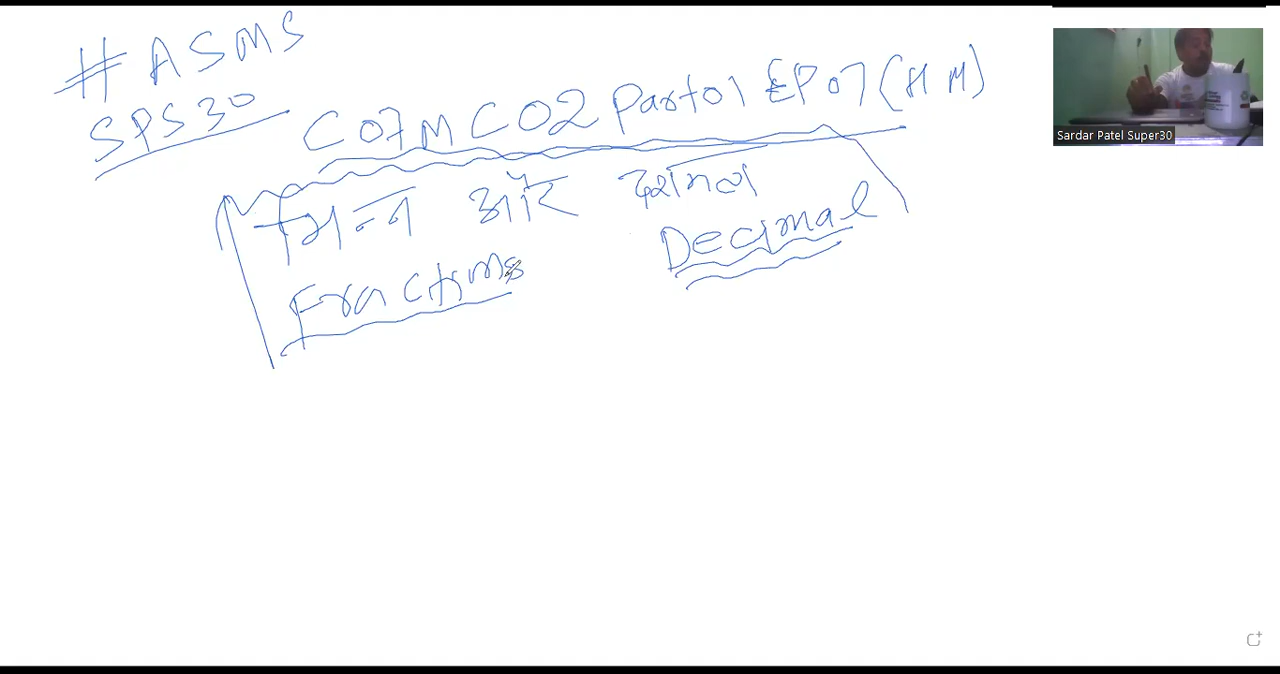 #ASMS
SPS30
C07MC02 Part01 EP07 (HM)
भिन्न और दशमलव
Fractions Decimal
Sardar Patel Super30